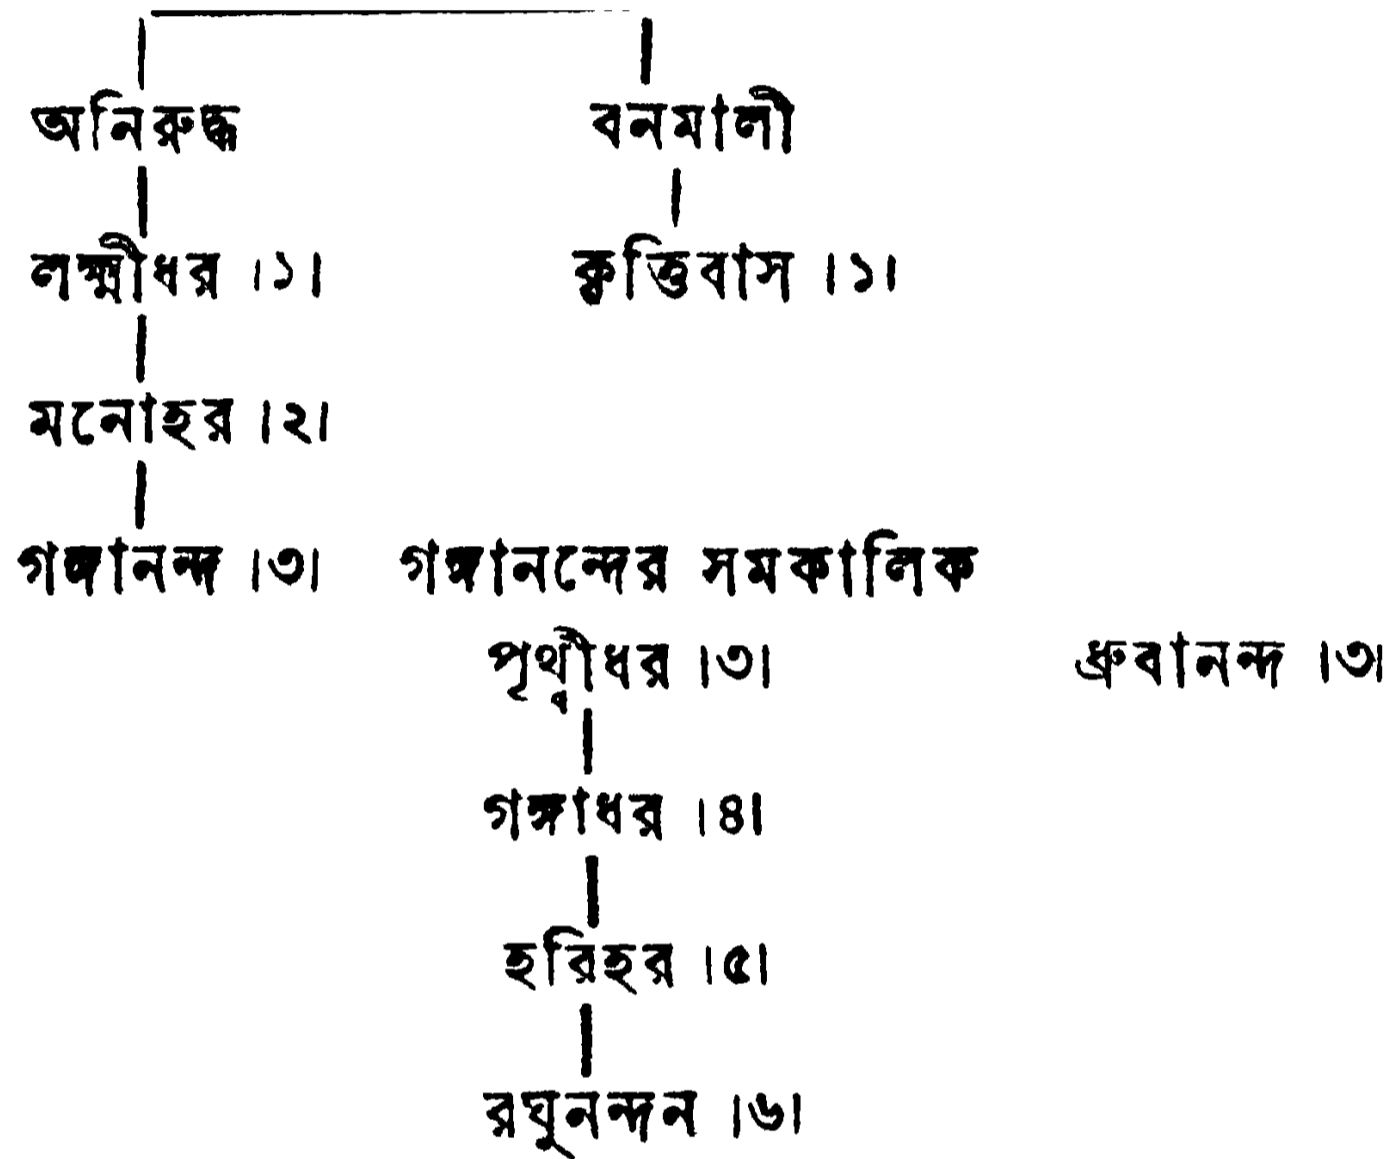 অনিরুদ্ধ বনমালী
লক্ষ্মীধর ।১। কৃত্তিবাস ।১।
মনোহর ।২।
গঙ্গানন্দ ।৩। গঙ্গানন্দের সমকালিক
পৃথ্বীধর ।৩। ধ্রুবানন্দ ।৩।
গঙ্গাধর ।৪।
হরিহর ।৫।
রঘুনন্দন ।৬।